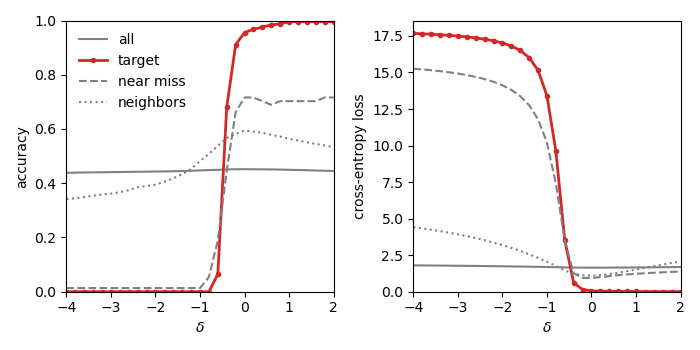 accuracy
1.0
0.8
0.6
0.4
0.2
0.0
all
target
near miss
neighbors
−4 −3 −2 −1 0 1 2
δ
cross-entropy loss
17.5
15.0
12.5
10.0
7.5
5.0
2.5
0.0
−4 −3 −2 −1 0 1 2
δ